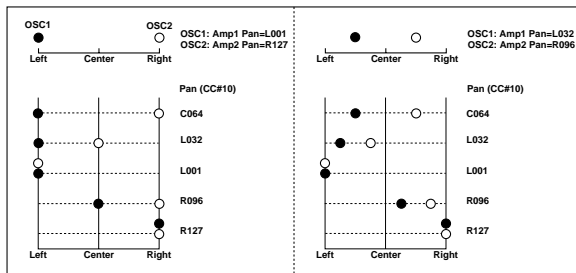 OSC1 OSC2
OSC1: Amp1 Pan=L001
OSC2: Amp2 Pan=R127
Left Center Right
Pan (CC#10)
C064
L032
L001
R096
R127
Left Center Right
OSC1: Amp1 Pan=L032
OSC2: Amp2 Pan=R096
Left Center Right
Pan (CC#10)
C064
L032
L001
R096
R127
Left Center Right